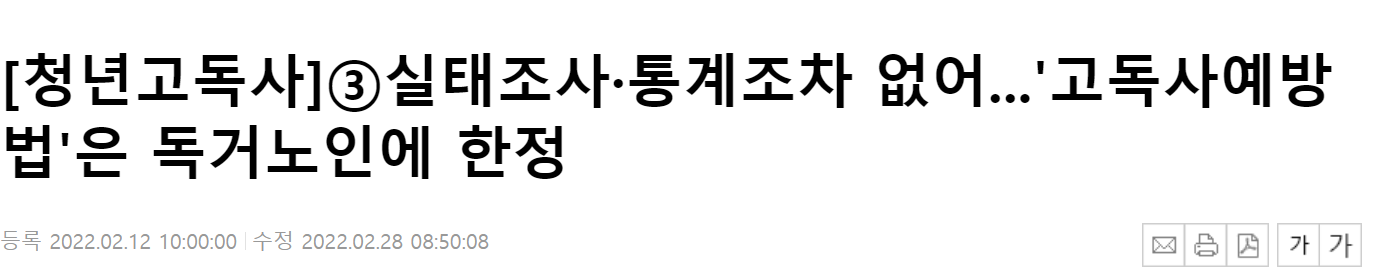 [청년고독사]③실태조사·통계조차 없어...'고독사예방
법'은 독거노인에 한정
등록 2022.02.12 10:00:00 수정 2022.02.28 08:50:08
가 가